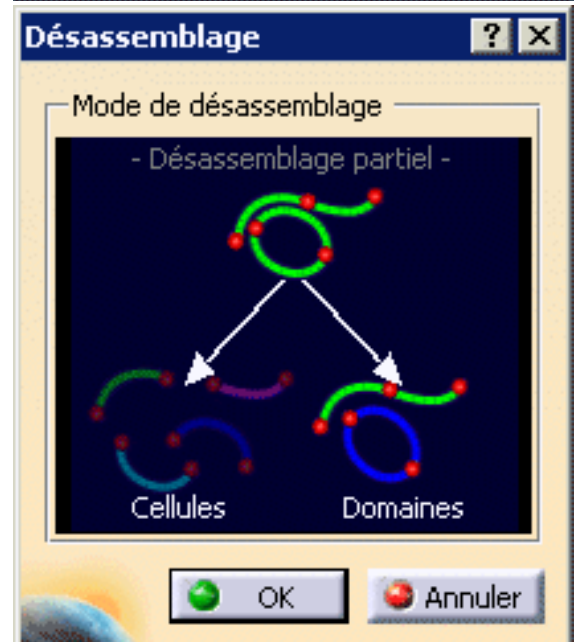 Désassemblage
Mode de désassemblage
- Désassemblage partiel -
Cellules Domaines
OK Annuler